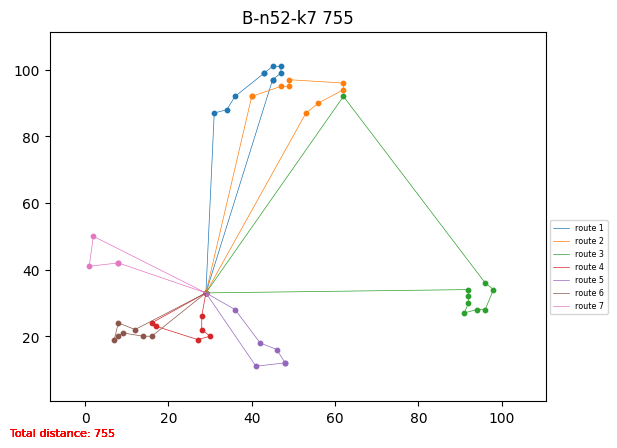 B-n52-k7 755
100
80
60
40
20
0
20
40
60
80
100
route 1
route 2
route 3
route 4
route 5
route 6
route 7
Total distance: 755